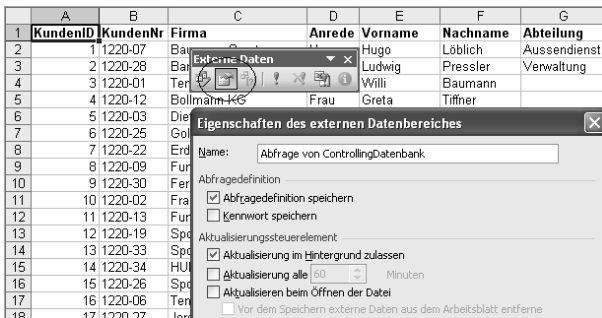 A B C D E F G
1 KundenID KundenNr Firma Anrede Vorname Nachname Abteilung
2 1 1220-07 Hugo Löblich Aussendienst
3 2 1220-28 Ludwig Pressler Verwaltung
4 3 1220-01 Willi Baumann
5 4 1220-12 Bollmann KG Frau Greta Tiffner
6 5 1220-03
7 6 1220-25
8 7 1220-22
9 8 1220-09
10 9 1220-30
11 10 1220-02
12 11 1220-13
13 12 1220-19
14 13 1220-33
15 14 1220-34
16 15 1220-26
17 16 1220-06
18 17 1220-27
Externe Daten
Eigenschaften des externen Datenbereiches
Name: Abfrage von ControllingDatenbank
Abfragedefinition
Abfragedefinition speichern
Kennwort speichern
Aktualisierungssteuerelement
Aktualisierung im Hintergrund zulassen
Aktualisierung alle 60 Minuten
Aktualisieren beim Öffnen der Datei
Vor dem Speichern externe Daten aus dem Arbeitsblatt entferne